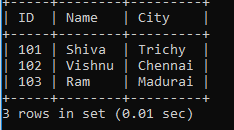 +-----+--------+---------+
| ID  | Name   | City    |
+-----+--------+---------+
| 101 | Shiva  | Trichy  |
| 102 | Vishnu | Chennai |
| 103 | Ram    | Madurai |
+-----+--------+---------+
3 rows in set (0.01 sec)